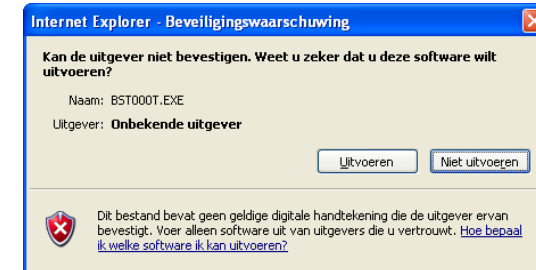 Internet Explorer - Beveiligingswaarschuwing
Kan de uitgever niet bevestigen. Weet u zeker dat u deze software wilt
uitvoeren?
Naam: BST000T.EXE
Uitgever: Onbekende uitgever
Uitvoeren
Niet uitvoeren
Dit bestand bevat geen geldige digitale handtekening die de uitgever ervan
bevestigt. Voer alleen software uit van uitgevers die u vertrouwt. Hoe bepaal
ik welke software ik kan uitvoeren?